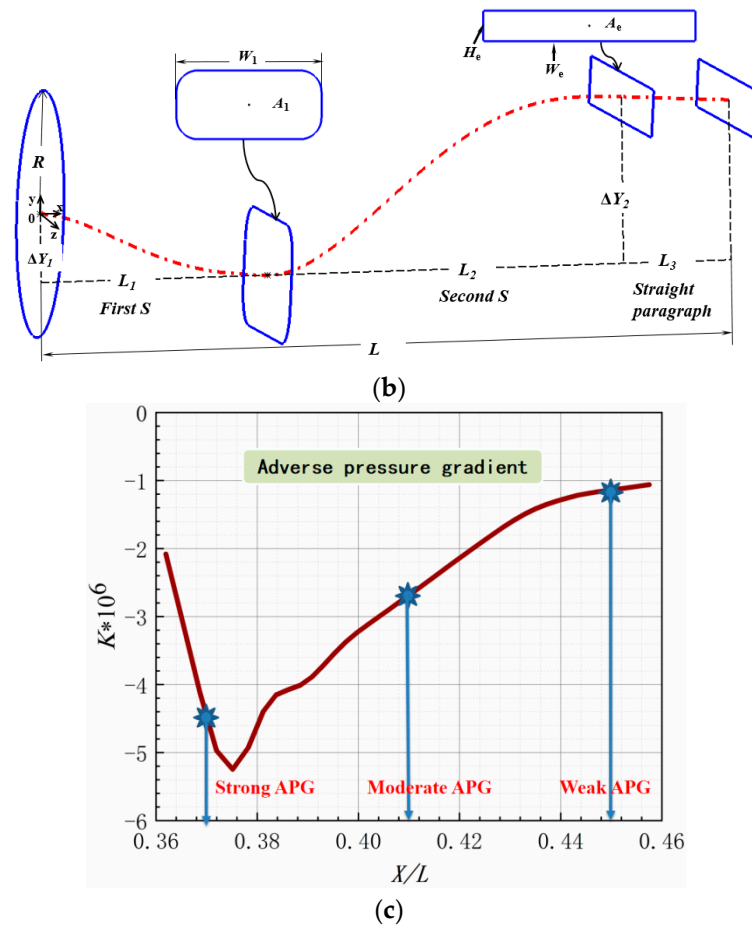 W₁
A₁
Aₑ
Hₑ
Wₑ
R
y
x
0
z
ΔY₁
ΔY₂
L₁
L₂
L₃
First S
Second S
Straight
paragraph
L
(b)
Adverse pressure gradient
K*10⁶
0
−1
−2
−3
−4
−5
−6
Strong APG
Moderate APG
Weak APG
0.36
0.38
0.40
0.42
0.44
0.46
X/L
(c)